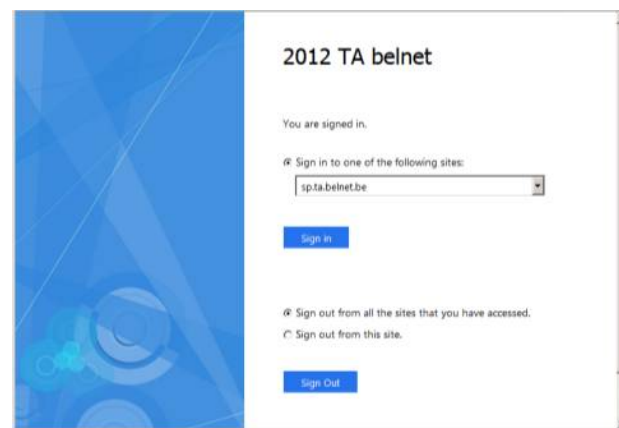 2012 TA belnet
You are signed in.
Sign in to one of the following sites:
sp.ta.belnet.be
Sign in
Sign out from all the sites that you have accessed.
Sign out from this site.
Sign Out